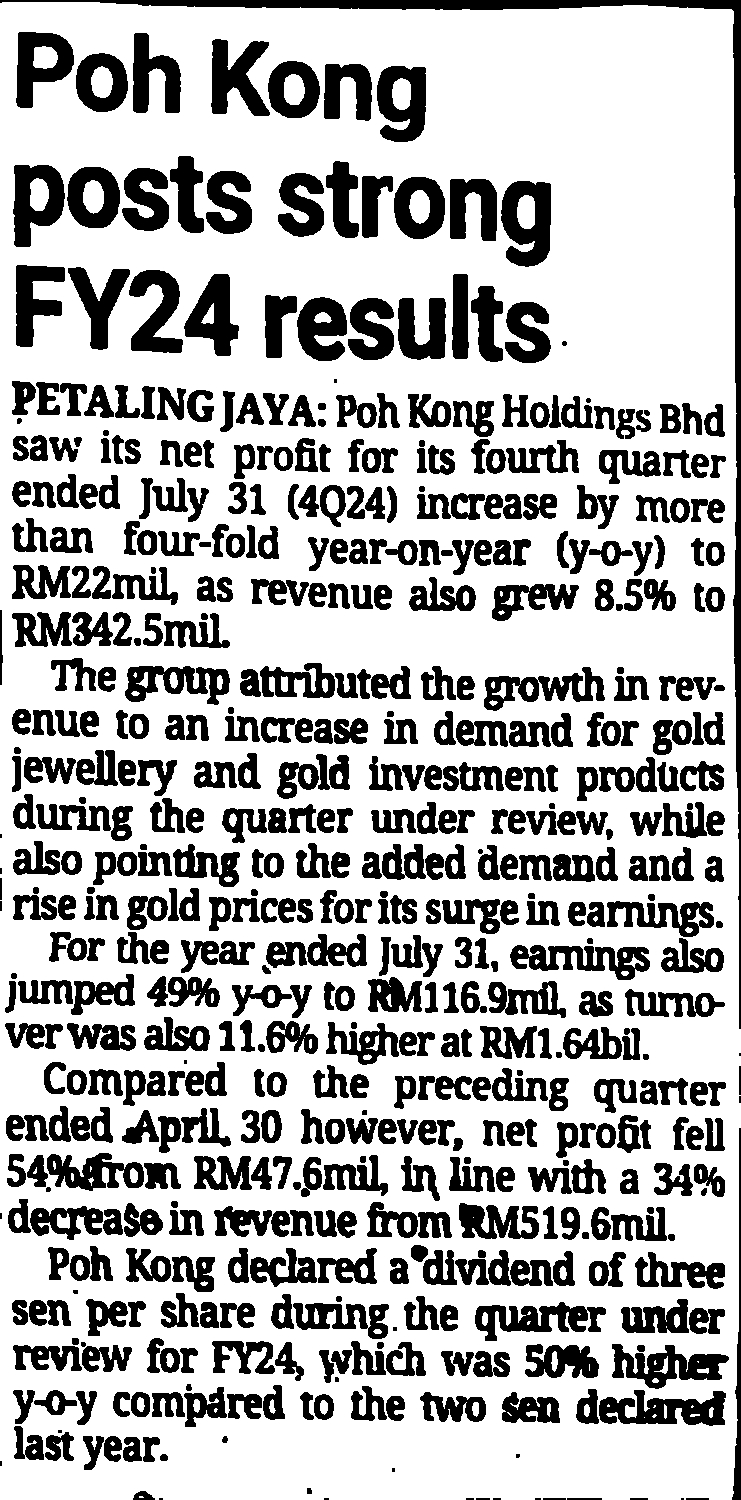 Poh Kong
posts strong
FY24 results
PETALING JAYA: Poh Kong Holdings Bhd
saw its net profit for its fourth quarter
ended July 31 (4Q24) increase by more
than four-fold year-on-year (y-o-y) to
RM22mil, as revenue also grew 8.5% to
RM342.5mil.
The group attributed the growth in rev-
enue to an increase in demand for gold
jewellery and gold investment products
during the quarter under review, while
also pointing to the added demand and a
rise in gold prices for its surge in earnings.
For the year ended July 31, earnings also
jumped 49% y-o-y to RM116.9mil, as turno-
ver was also 11.6% higher at RM1.64bil.
Compared to the preceding quarter
ended April 30 however, net profit fell
54% from RM47.6mil, in line with a 34%
decrease in revenue from RM519.6mil.
Poh Kong declared a dividend of three
sen per share during the quarter under
review for FY24, which was 50% higher
y-o-y compared to the two sen declared
last year.